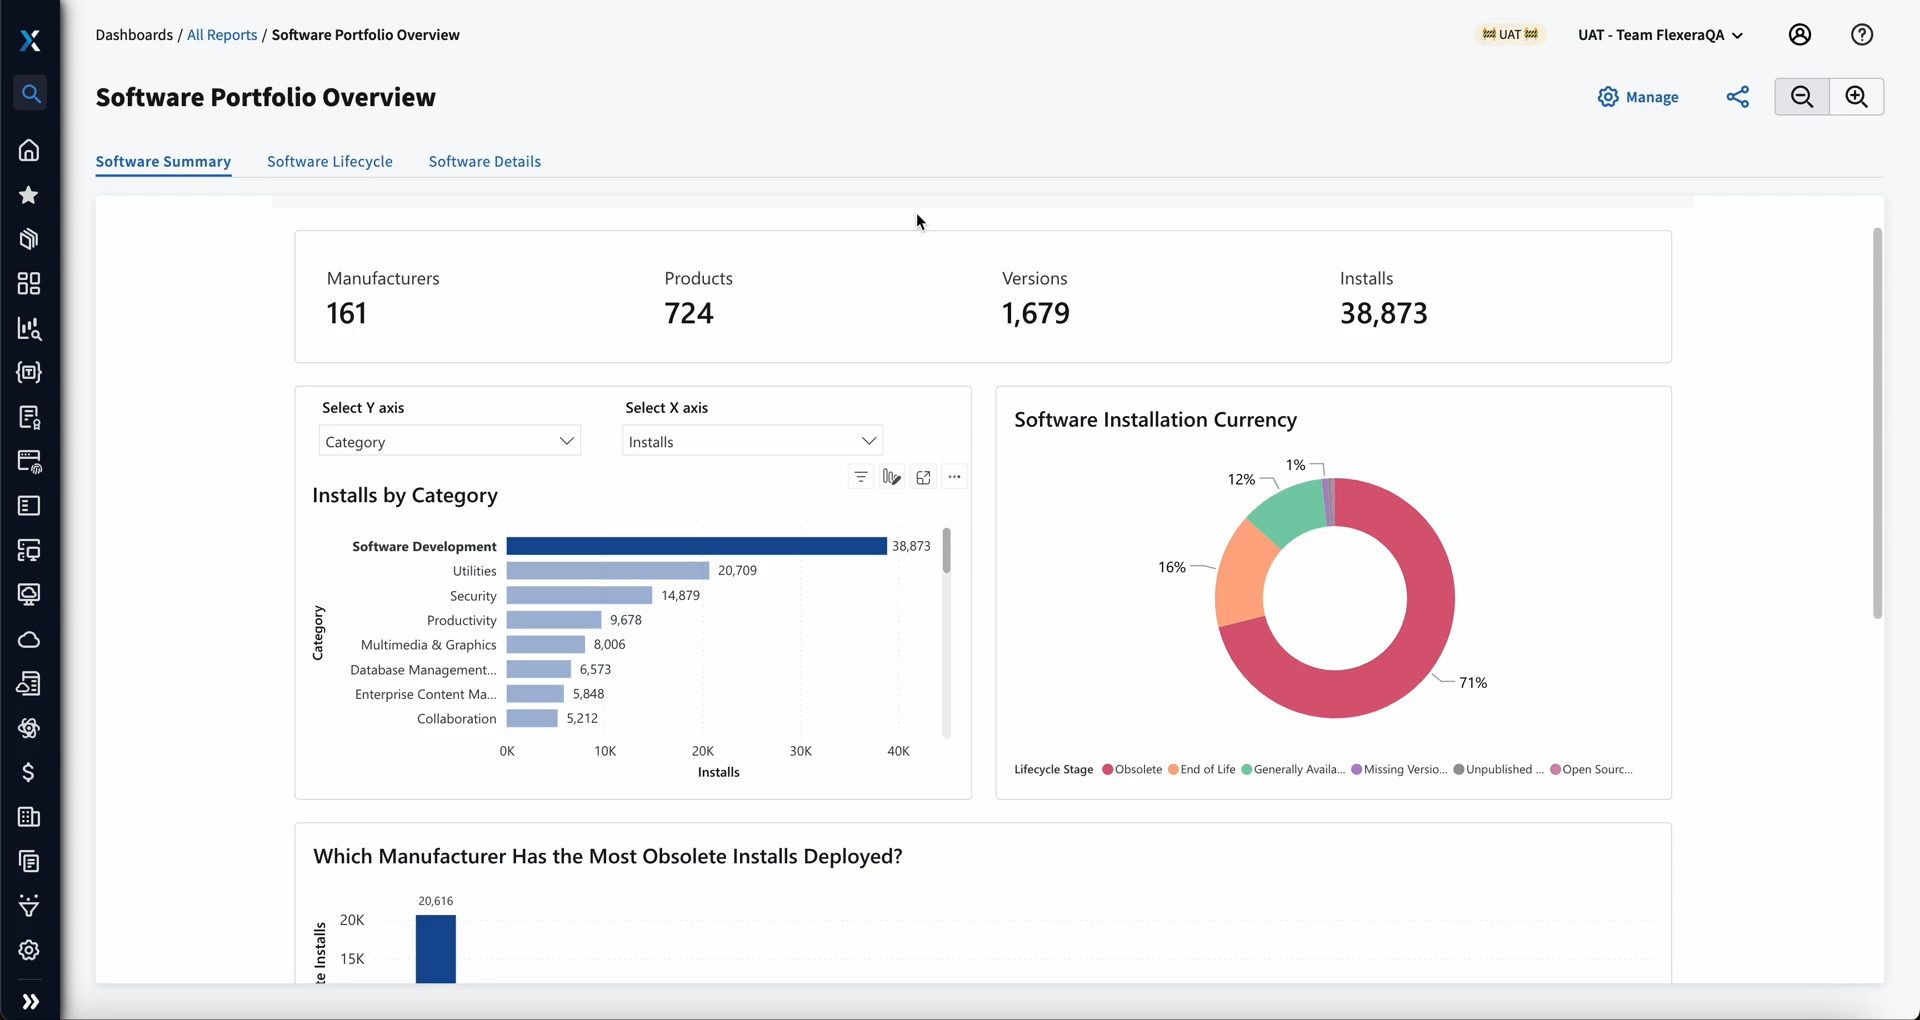 Dashboards / All Reports / Software Portfolio Overview
UAT
UAT - Team FlexeraQA
Software Portfolio Overview
Manage
Software Summary
Software Lifecycle
Software Details
Manufacturers
161
Products
724
Versions
1,679
Installs
38,873
Select Y axis
Category
Select X axis
Installs
Installs by Category
Category
Software Development 38,873
Utilities 20,709
Security 14,879
Productivity 9,678
Multimedia & Graphics 8,006
Database Management... 6,573
Enterprise Content Ma... 5,848
Collaboration 5,212
0K 10K 20K 30K 40K
Installs
Software Installation Currency
1%
12%
16%
71%
Lifecycle Stage Obsolete End of Life Generally Availa... Missing Versio... Unpublished ... Open Sourc...
Which Manufacturer Has the Most Obsolete Installs Deployed?
20,616
20K
15K
te Installs